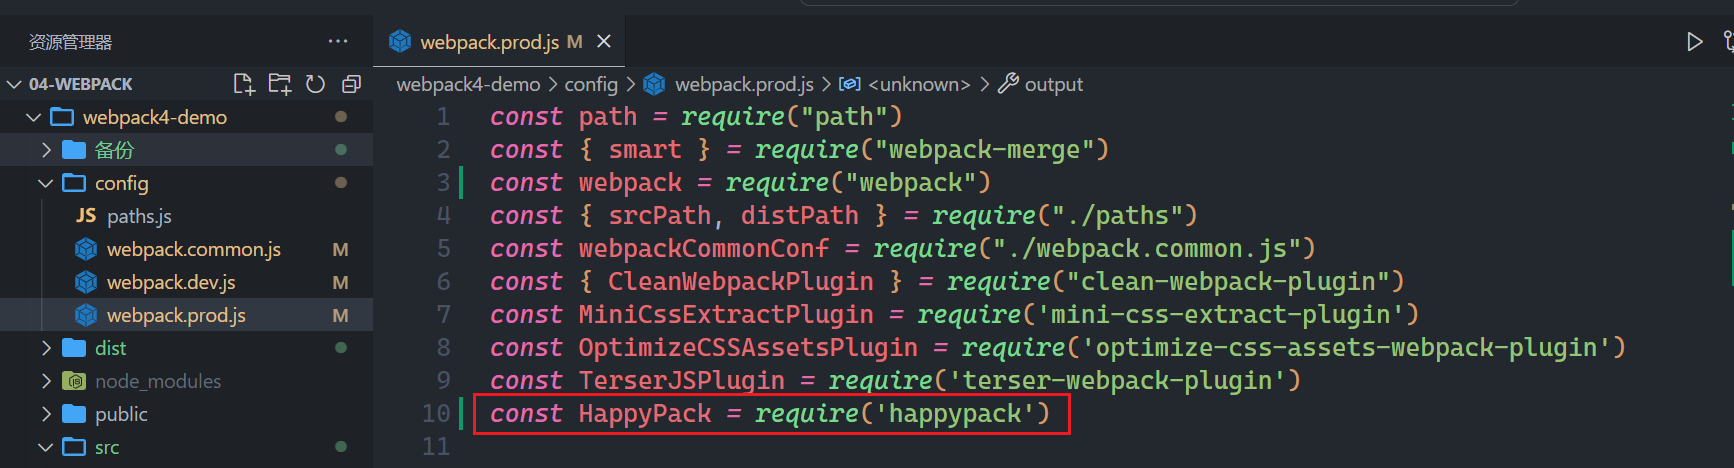 资源管理器 ···
04-WEBPACK
webpack4-demo
备份
config
JS paths.js
webpack.common.js M
webpack.dev.js M
webpack.prod.js M
dist
node_modules
public
src
webpack.prod.js M
webpack4-demo > config > webpack.prod.js > <unknown> > output
1 const path = require("path")
2 const { smart } = require("webpack-merge")
3 const webpack = require("webpack")
4 const { srcPath, distPath } = require("./paths")
5 const webpackCommonConf = require("./webpack.common.js")
6 const { CleanWebpackPlugin } = require("clean-webpack-plugin")
7 const MiniCssExtractPlugin = require('mini-css-extract-plugin')
8 const OptimizeCSSAssetsPlugin = require('optimize-css-assets-webpack-plugin')
9 const TerserJSPlugin = require('terser-webpack-plugin')
10 const HappyPack = require('happypack')
11